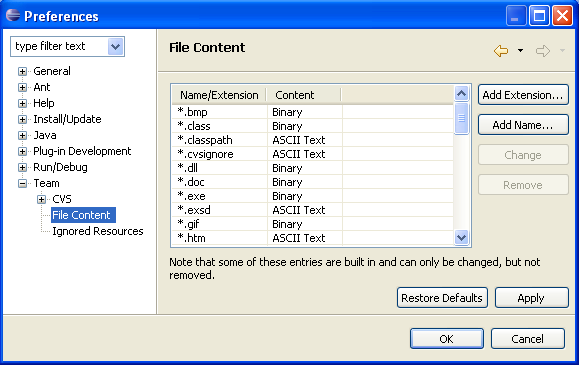 Preferences
type filter text
File Content
General
Ant
Help
Install/Update
Java
Plug-in Development
Run/Debug
Team
CVS
File Content
Ignored Resources
Name/Extension Content
*.bmp Binary
*.class Binary
*.classpath ASCII Text
*.cvsignore ASCII Text
*.dll Binary
*.doc Binary
*.exe Binary
*.exsd ASCII Text
*.gif Binary
*.htm ASCII Text
Add Extension...
Add Name...
Change
Remove
Note that some of these entries are built in and can only be changed, but not
removed.
Restore Defaults Apply
OK Cancel